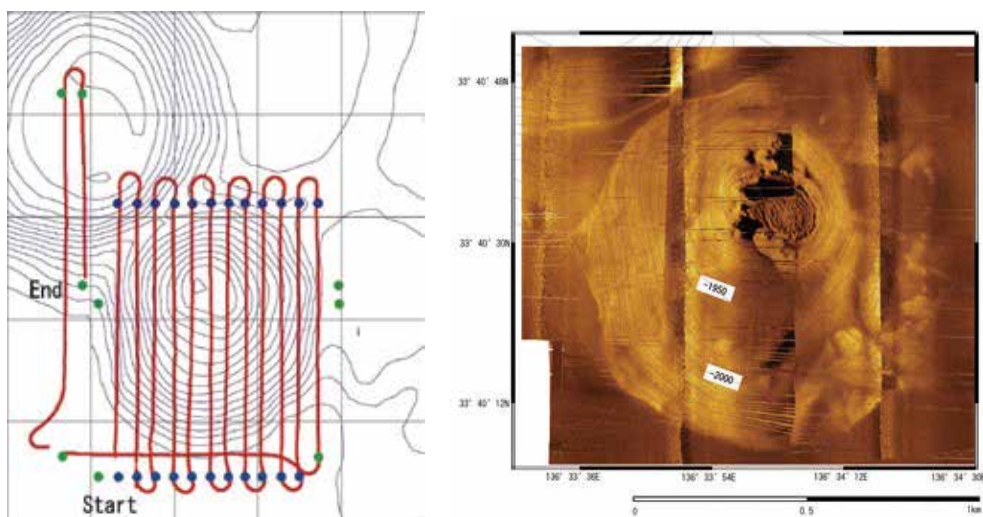 End
Start
33° 40' 48N
33° 40' 30N
33° 40' 12N
-1950
-2000
136° 33' 36E
136° 33' 54E
136° 34' 12E
136° 34' 30E
0
0.5
1km